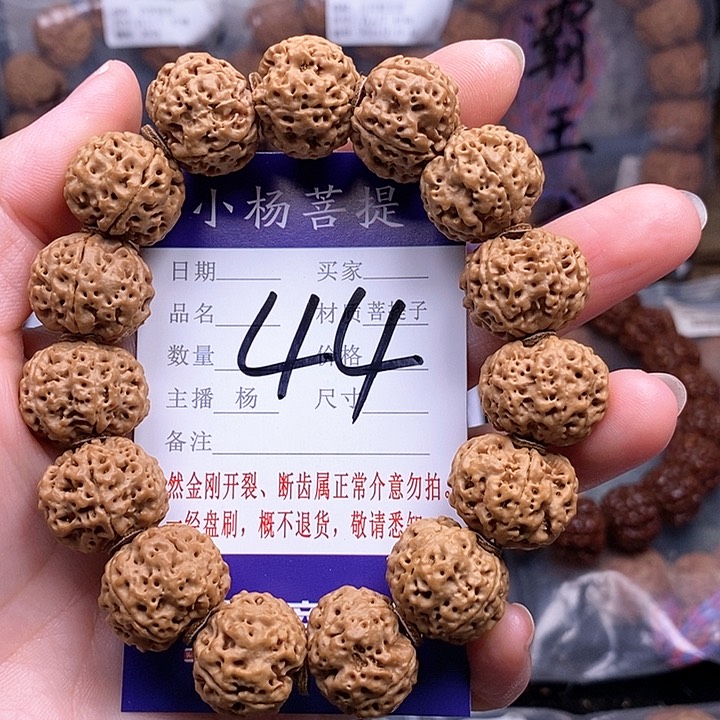 霸王
小杨菩提
日期 买家
品名 材质 菩提子
44
数量 价格
主播 杨 尺寸
备注
然金刚开裂、断齿属正常介意勿拍。
一经盘刷，概不退货，敬请悉知